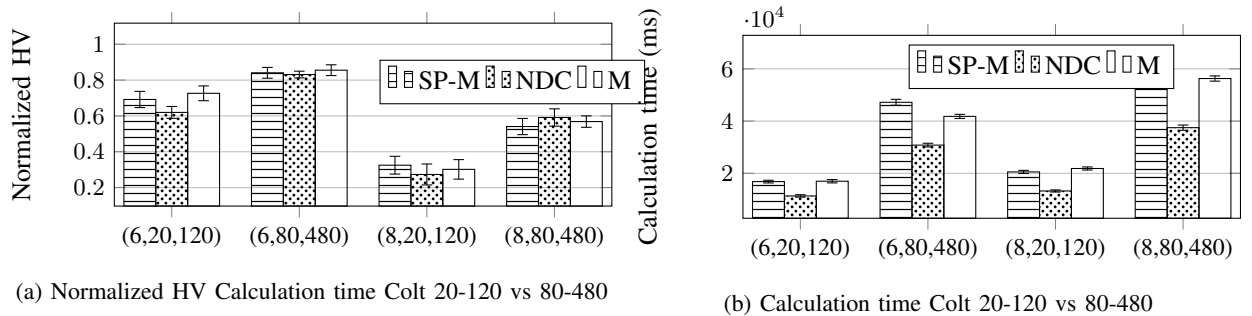 Normalized HV
1
0.8
0.6
0.4
0.2
SP-M NDC M
(6,20,120) (6,80,480) (8,20,120) (8,80,480)
(a) Normalized HV Calculation time Colt 20-120 vs 80-480
Calculation time (ms)
·10⁴
6
4
2
SP-M NDC M
(6,20,120) (6,80,480) (8,20,120) (8,80,480)
(b) Calculation time Colt 20-120 vs 80-480